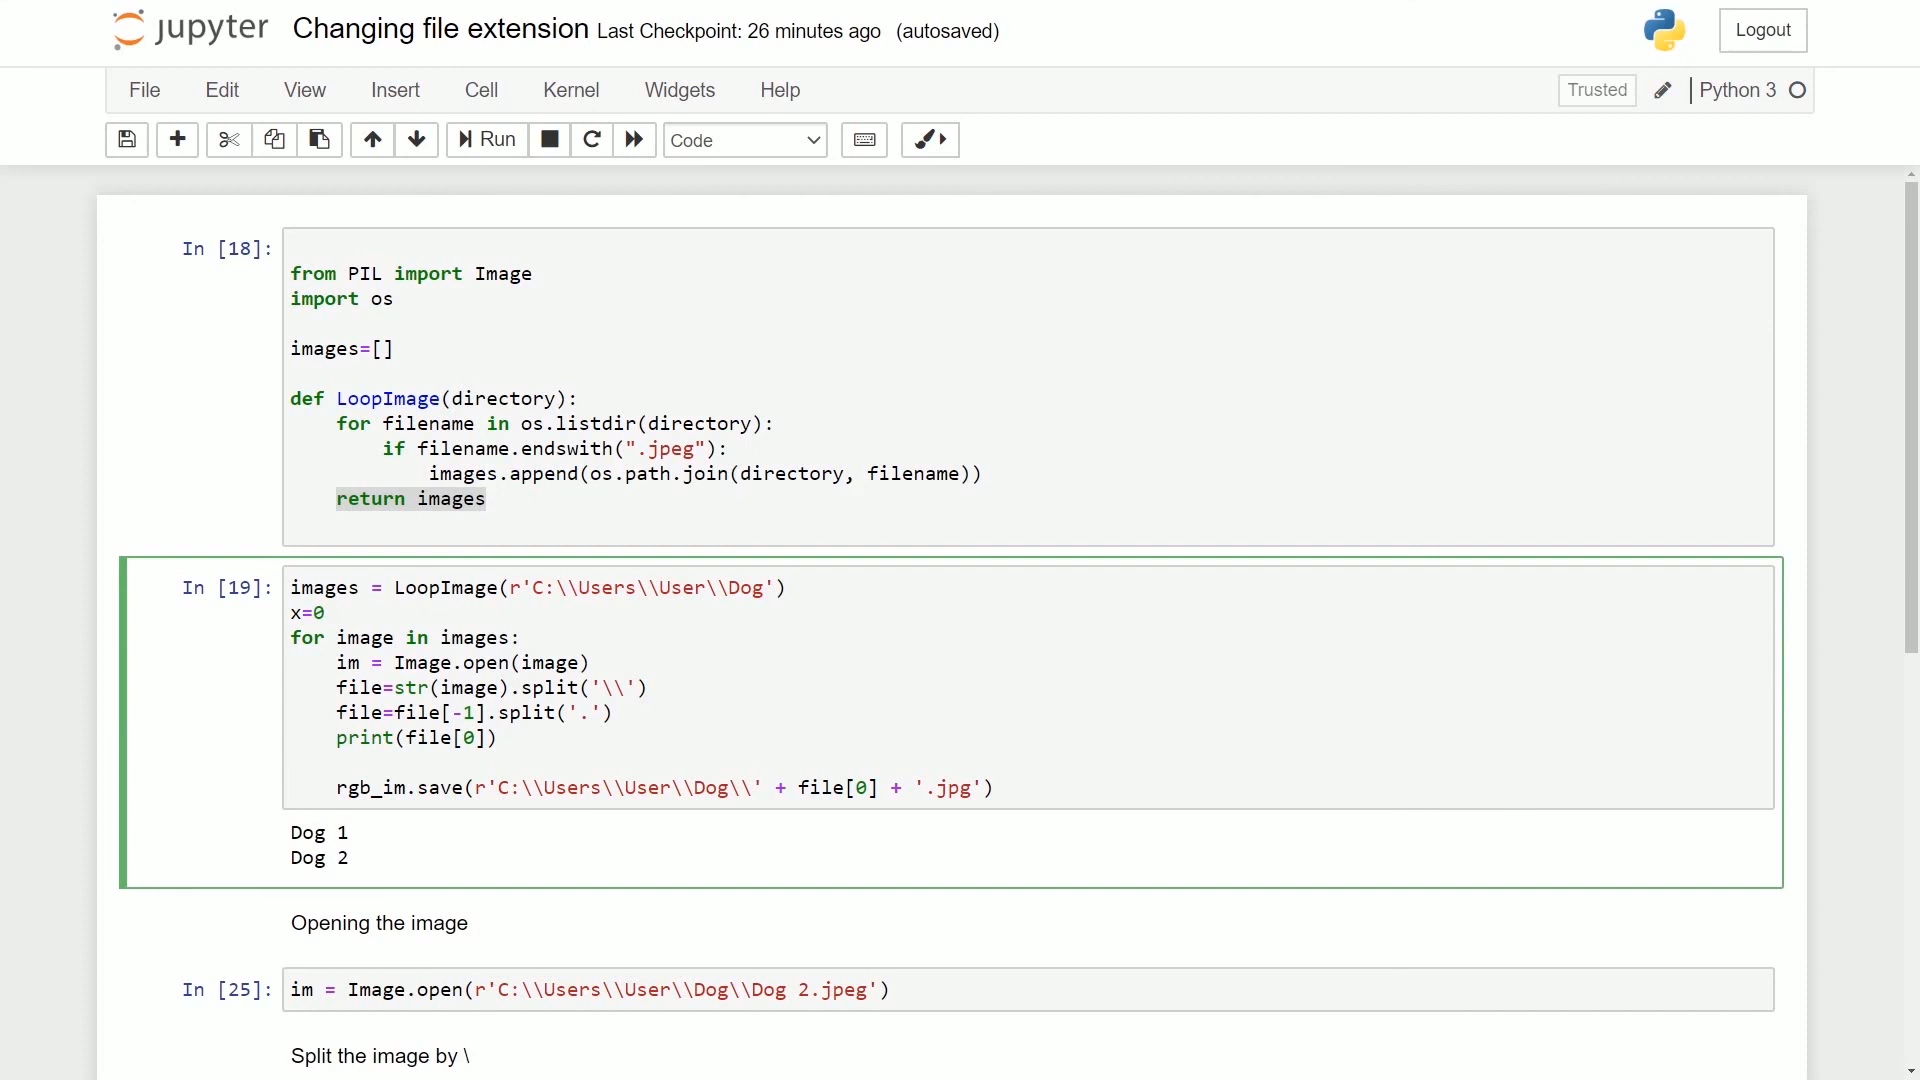 jupyter Changing file extension Last Checkpoint: 26 minutes ago (autosaved) Logout
File Edit View Insert Cell Kernel Widgets Help Trusted Python 3
Run Code
In [18]:
from PIL import Image
import os
images=[]
def LoopImage(directory):
    for filename in os.listdir(directory):
        if filename.endswith(".jpeg"):
            images.append(os.path.join(directory, filename))
    return images
In [19]: images = LoopImage(r'C:\\Users\\User\\Dog')
x=0
for image in images:
    im = Image.open(image)
    file=str(image).split('\\')
    file=file[-1].split('.')
    print(file[0])
    rgb_im.save(r'C:\\Users\\User\\Dog\\' + file[0] + '.jpg')
Dog 1
Dog 2
Opening the image
In [25]: im = Image.open(r'C:\\Users\\User\\Dog\\Dog 2.jpeg')
Split the image by \